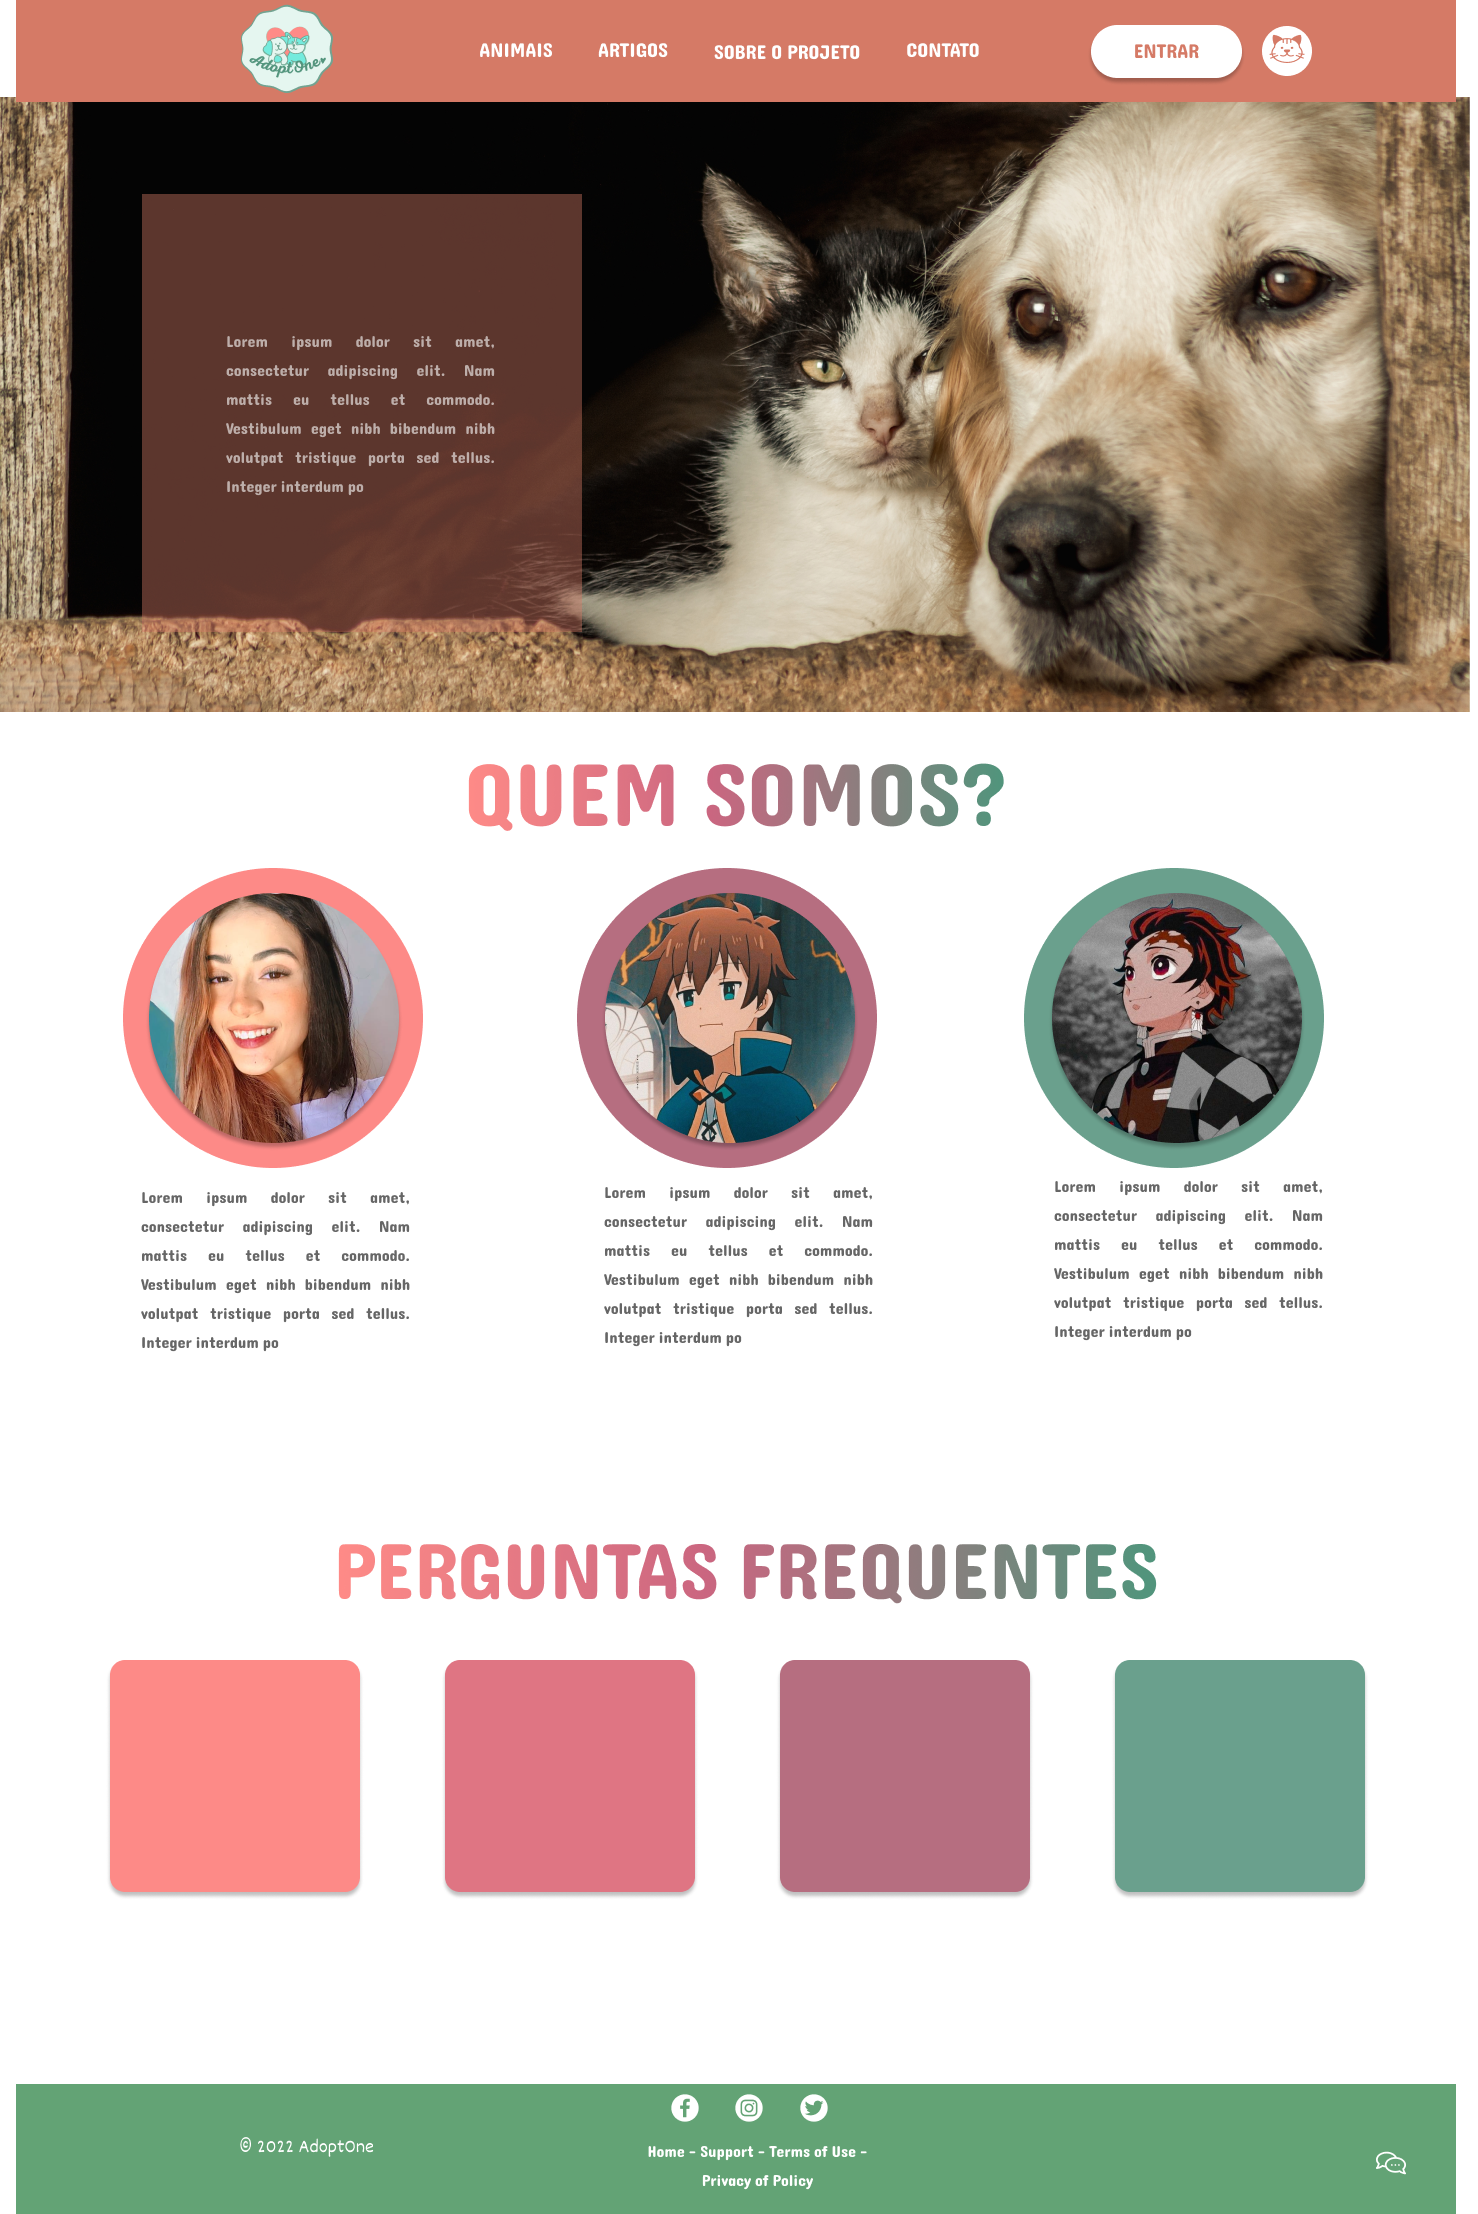 AdoptOne
ANIMAIS
ARTIGOS
SOBRE O PROJETO
CONTATO
ENTRAR
Lorem ipsum dolor sit amet,
consectetur adipiscing elit. Nam
mattis eu tellus et commodo.
Vestibulum eget nibh bibendum nibh
volutpat tristique porta sed tellus.
Integer interdum po
QUEM SOMOS?
Lorem ipsum dolor sit amet,
consectetur adipiscing elit. Nam
mattis eu tellus et commodo.
Vestibulum eget nibh bibendum nibh
volutpat tristique porta sed tellus.
Integer interdum po
Lorem ipsum dolor sit amet,
consectetur adipiscing elit. Nam
mattis eu tellus et commodo.
Vestibulum eget nibh bibendum nibh
volutpat tristique porta sed tellus.
Integer interdum po
Lorem ipsum dolor sit amet,
consectetur adipiscing elit. Nam
mattis eu tellus et commodo.
Vestibulum eget nibh bibendum nibh
volutpat tristique porta sed tellus.
Integer interdum po
PERGUNTAS FREQUENTES
© 2022 AdoptOne
Home - Support - Terms of Use -
Privacy of Policy